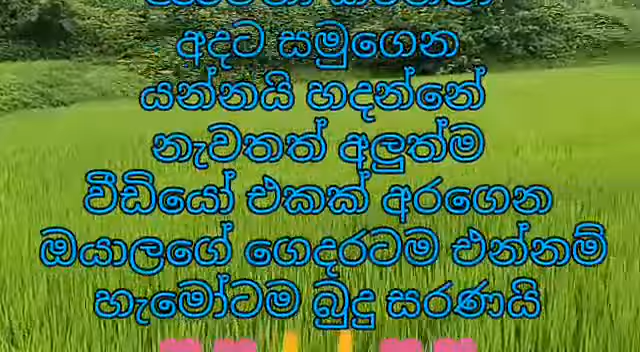 අදට සමුගෙන
යන්නයි හදන්නේ
නැවතත් අලුත්ම
වීඩියෝ එකක් අරගෙන
ඔයාලගේ ගෙදරටම එන්නම්
හැමෝටම බුදු සරණයි